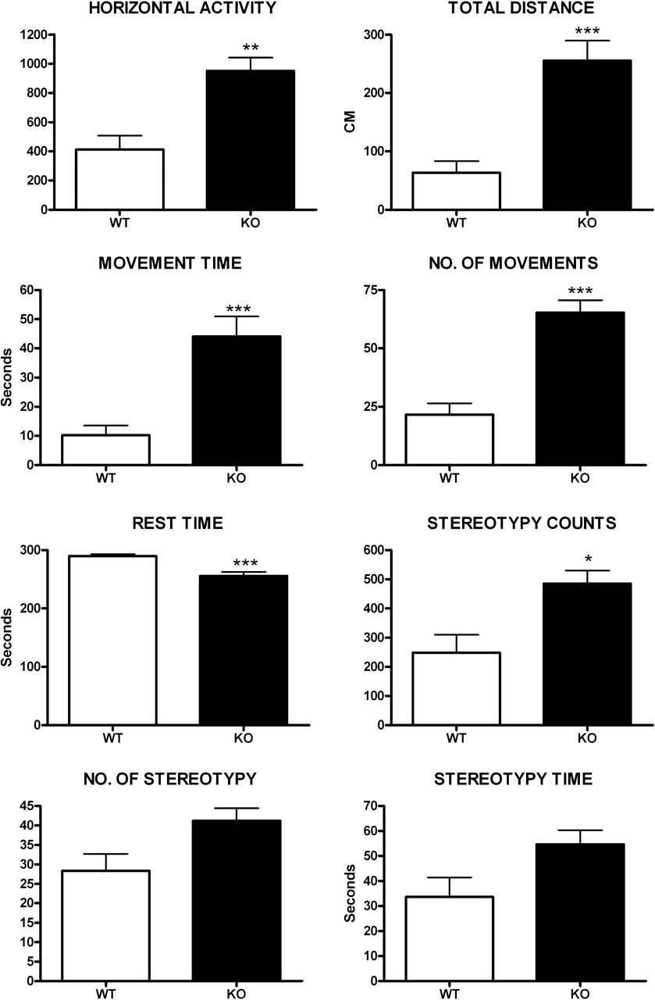 HORIZONTAL ACTIVITY
1200
1000
800
600
400
200
0
**
WT
KO
TOTAL DISTANCE
CM
300
200
100
0
***
WT
KO
MOVEMENT TIME
Seconds
60
50
40
30
20
10
0
***
WT
KO
NO. OF MOVEMENTS
75
50
25
0
***
WT
KO
REST TIME
Seconds
300
200
100
0
***
WT
KO
STEREOTYPY COUNTS
600
500
400
300
200
100
0
*
WT
KO
NO. OF STEREOTYPY
45
40
35
30
25
20
15
10
5
0
WT
KO
STEREOTYPY TIME
Seconds
70
60
50
40
30
20
10
0
WT
KO